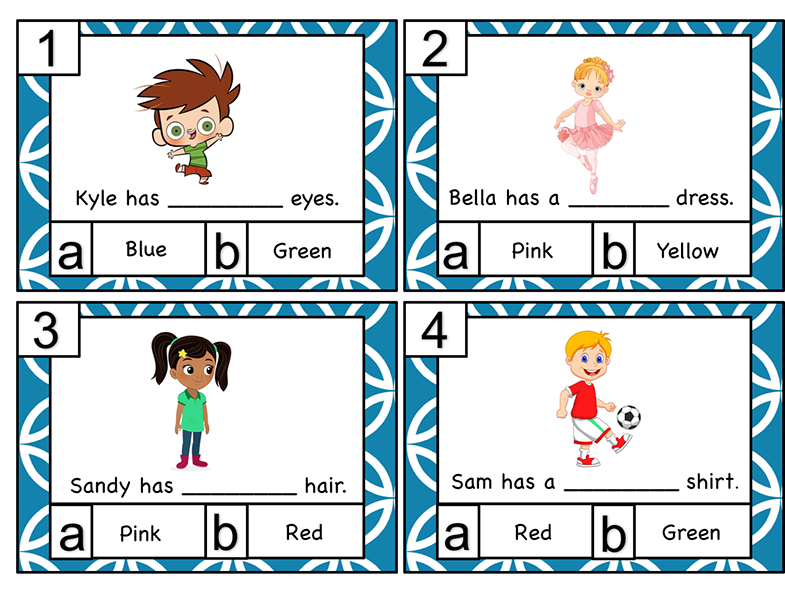 1
Kyle has __________ eyes.
a Blue b Green
2
Bella has a _________ dress.
a Pink b Yellow
3
Sandy has __________ hair.
a Pink b Red
4
Sam has a __________ shirt.
a Red b Green